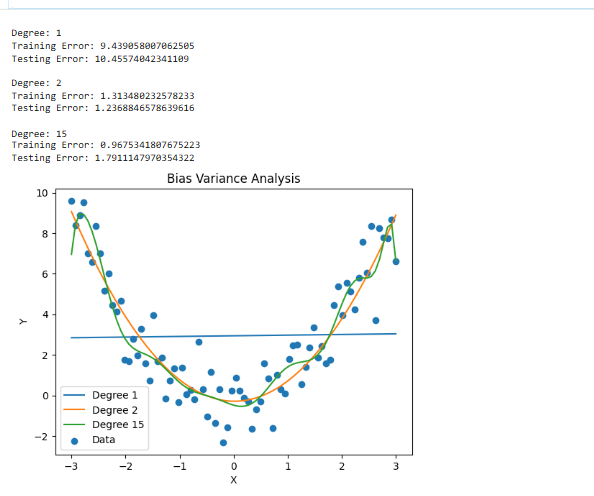 Degree: 1
Training Error: 9.439058007062505
Testing Error: 10.45574042341109
Degree: 2
Training Error: 1.313480232578233
Testing Error: 1.2368846578639616
Degree: 15
Training Error: 0.9675341807675223
Testing Error: 1.7911147970354322
Bias Variance Analysis
10
8
6
4
2
0
−2
Y
Degree 1
Degree 2
Degree 15
Data
−3 −2 −1 0 1 2 3
X